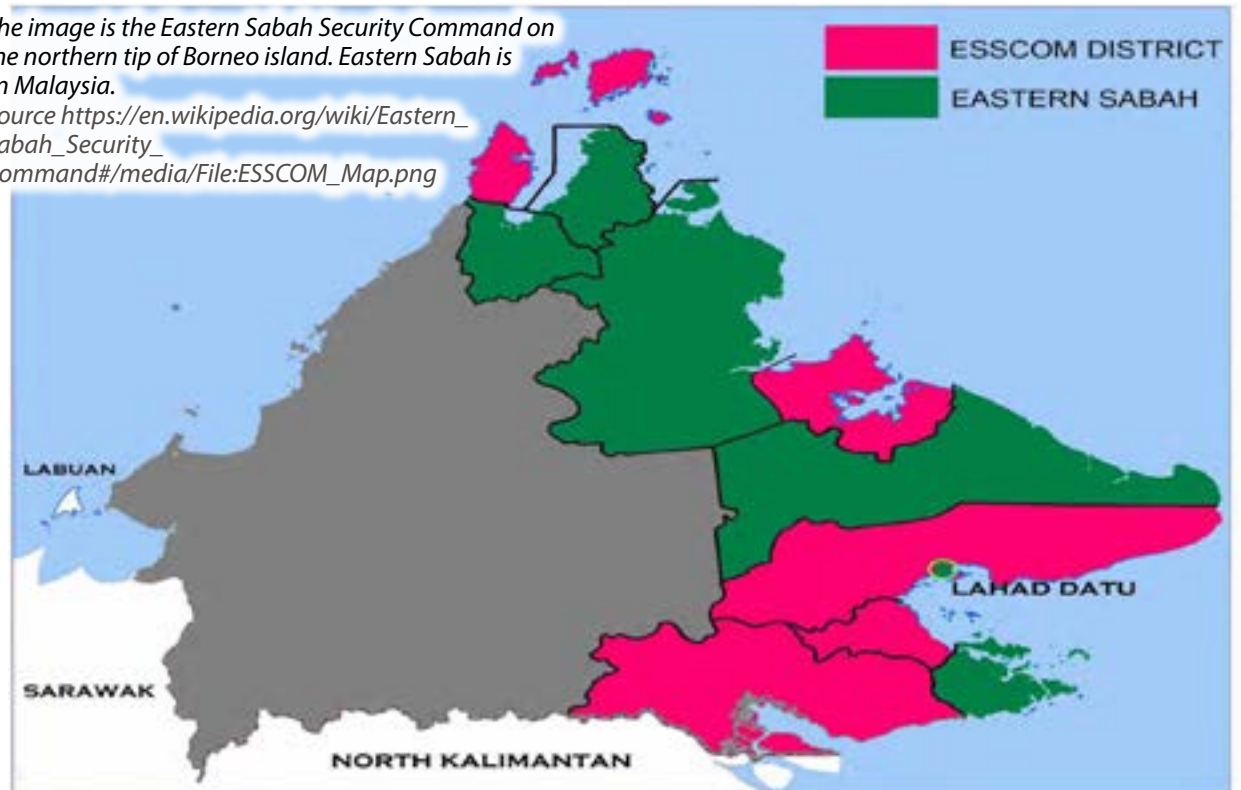 he image is the Eastern Sabah Security Command on
he northern tip of Borneo island. Eastern Sabah is
n Malaysia.
ource https://en.wikipedia.org/wiki/Eastern_
abah_Security_
ommand#/media/File:ESSCOM_Map.png
ESSCOM DISTRICT
EASTERN SABAH
LABUAN
LAHAD DATU
SARAWAK
NORTH KALIMANTAN